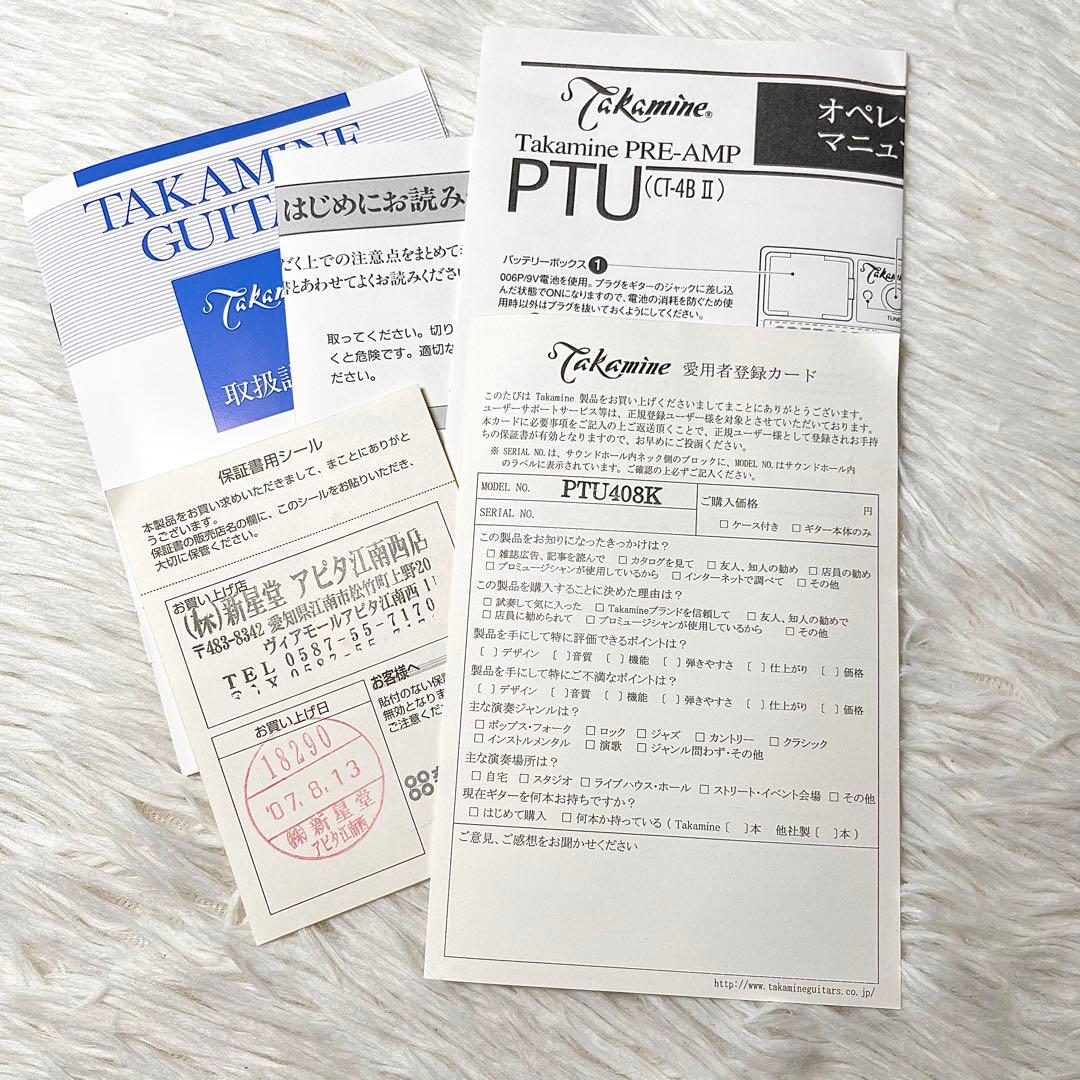 TAKAMINE
GUITA
Takam
取扱説
はじめにお読み
だく上での注意点をまとめてま
書とあわせてよくお読みくださ
取ってください。切り
くと危険です。適切な
ださい。
Takamine®
Takamine PRE-AMP
PTU(CT-4BⅡ)
オペレー
マニュア
バッテリーボックス❶
006P/9V電池を使用。プラグをギターのジャックに差し込
んだ状態でONになりますので、電池の消耗を防ぐため使
用時以外はプラグを抜いておくようにしてください。
TUNE
保証書用シール
本製品をお買い求めいただきまして、まことにありがと
うございます。
保証書の販売店名の欄に、このシールをお貼りいただき、
大切に保管ください。
お買い上げ店
(株)新星堂 アピタ江南西店
〒483-8342 愛知県江南市松竹町上野20
ヴィアモールアピタ江南西 1
TEL 0587-55-7170
FAX 0587-55-
お買い上げ日
18290
'07.8.13
㈱新星堂
アピタ江南西
お客様へ
貼付のない保証
無効となりま
ご注意くだ
Takamine 愛用者登録カード
このたびは Takamine 製品をお買い上げくださいましてまことにありがとうございます。
ユーザーサポートサービス等は、正規登録ユーザー様を対象とさせていただいております。
本カードに必要事項をご記入の上ご返送頂くことで、正規ユーザー様として登録されお手持
ちの保証書が有効となりますので、お早めにご投函ください。
※ SERIAL NO.は、サウンドホール内ネック側のブロックに、MODEL NO.はサウンドホール内
のラベルに表示されています。ご確認の上必ずご記入ください。
MODEL NO. PTU408K
SERIAL NO.
ご購入価格
円
□ ケース付き □ ギター本体のみ
この製品をお知りになったきっかけは?
□ 雑誌広告、記事を読んで □ カタログを見て □ 友人、知人の勧め □ 店員の勧め
□ プロミュージシャンが使用しているから □ インターネットで調べて □ その他
この製品を購入することに決めた理由は?
□ 試奏して気に入った □ Takamineブランドを信頼して □ 友人、知人の勧めで
□ 店員に勧められて □ プロミュージシャンが使用しているから □ その他
製品を手にして特に評価できるポイントは?
[ ]デザイン [ ]音質 [ ]機能 [ ]弾きやすさ [ ]仕上がり [ ]価格
製品を手にして特にご不満なポイントは?
[ ]デザイン [ ]音質 [ ]機能 [ ]弾きやすさ [ ]仕上がり [ ]価格
主な演奏ジャンルは?
□ ポップス・フォーク □ ロック □ ジャズ □ カントリー □ クラシック
□ インストルメンタル □ 演歌 □ ジャンル問わず・その他
主な演奏場所は?
□ 自宅 □ スタジオ □ ライブハウス・ホール □ ストリート・イベント会場 □ その他
現在ギターを何本お持ちですか?
□ はじめて購入 □ 何本か持っている ( Takamine [ ]本 他社製 [ ]本 )
ご意見、ご感想をお聞かせください
http://www.takamineguitars.co.jp/